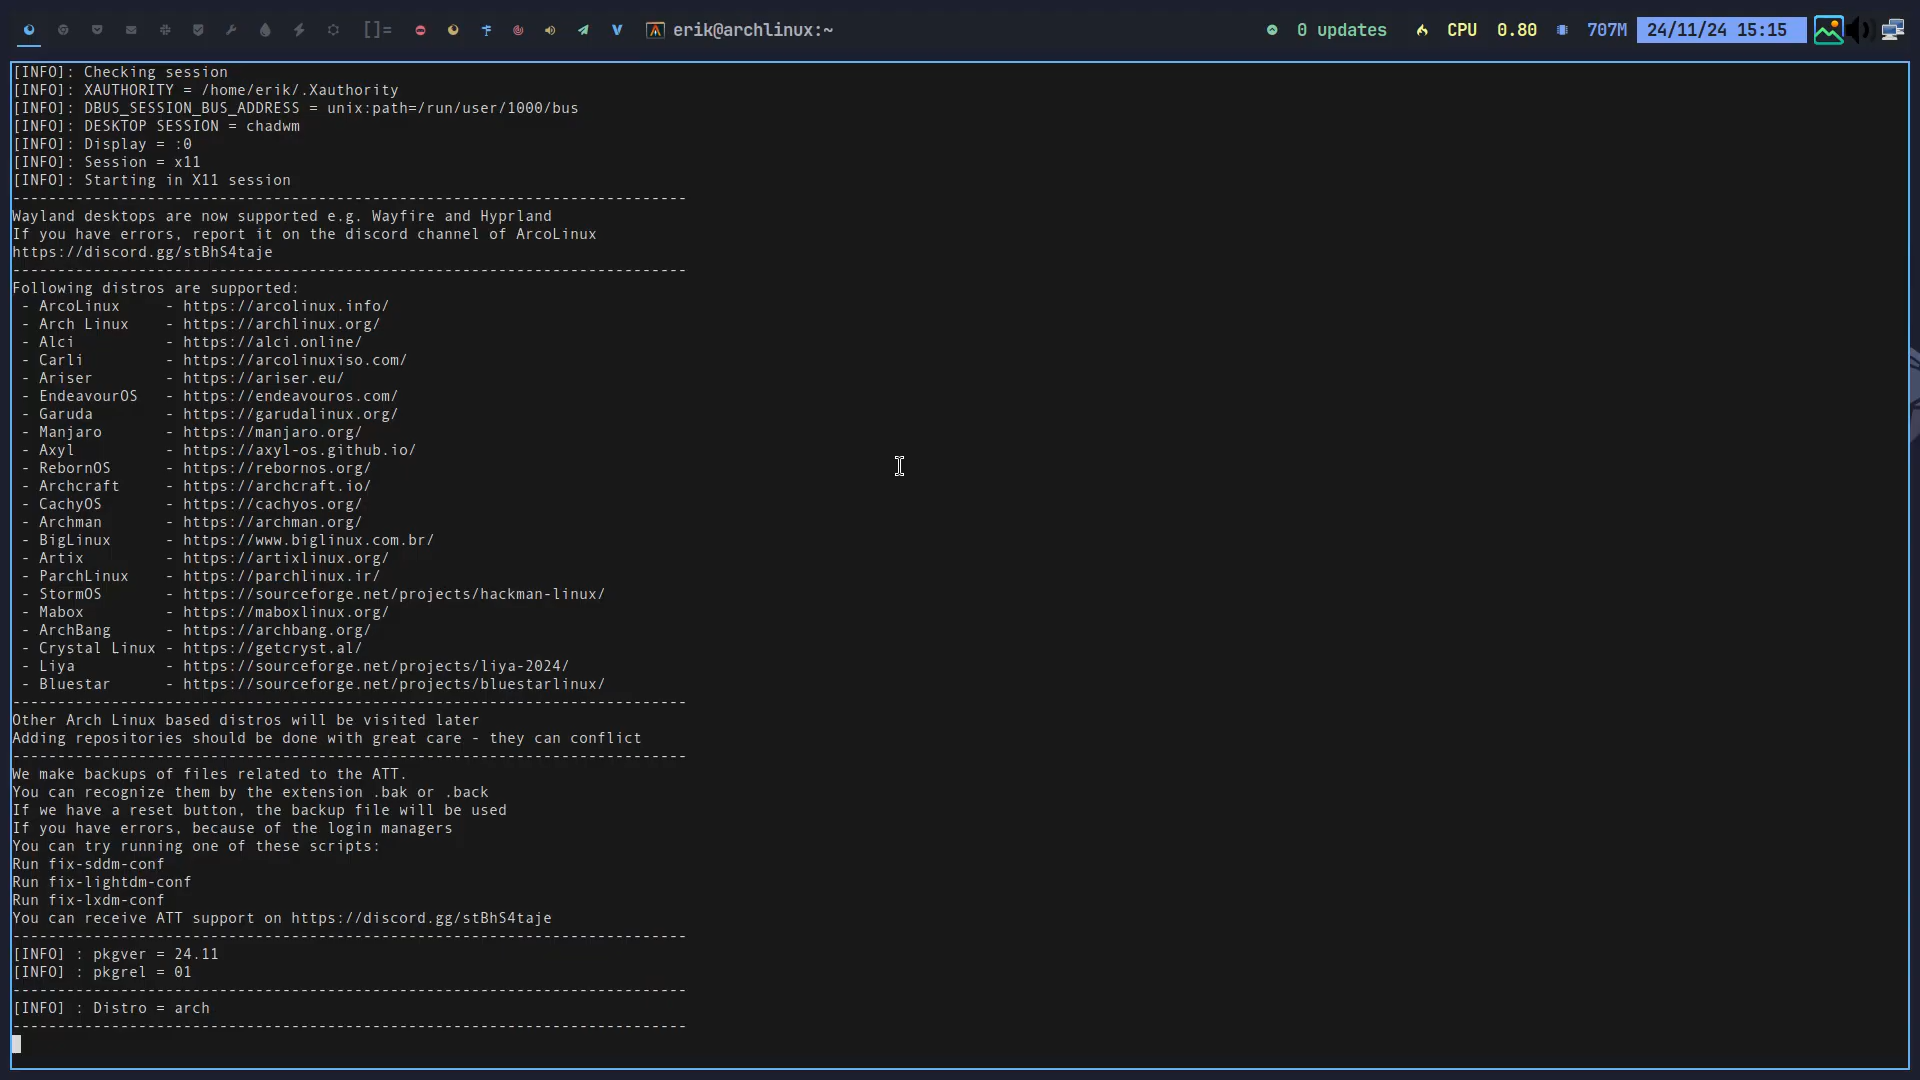 []= erik@archlinux:~ 0 updates CPU 0.80 707M 24/11/24 15:15
[INFO]: Checking session
[INFO]: XAUTHORITY = /home/erik/.Xauthority
[INFO]: DBUS_SESSION_BUS_ADDRESS = unix:path=/run/user/1000/bus
[INFO]: DESKTOP SESSION = chadwm
[INFO]: Display = :0
[INFO]: Session = x11
[INFO]: Starting in X11 session
---------------------------------------------------------------------------
Wayland desktops are now supported e.g. Wayfire and Hyprland
If you have errors, report it on the discord channel of ArcoLinux
https://discord.gg/stBhS4taje
---------------------------------------------------------------------------
Following distros are supported:
- ArcoLinux - https://arcolinux.info/
- Arch Linux - https://archlinux.org/
- Alci - https://alci.online/
- Carli - https://arcolinuxiso.com/
- Ariser - https://ariser.eu/
- EndeavourOS - https://endeavouros.com/
- Garuda - https://garudalinux.org/
- Manjaro - https://manjaro.org/
- Axyl - https://axyl-os.github.io/
- RebornOS - https://rebornos.org/
- Archcraft - https://archcraft.io/
- CachyOS - https://cachyos.org/
- Archman - https://archman.org/
- BigLinux - https://www.biglinux.com.br/
- Artix - https://artixlinux.org/
- ParchLinux - https://parchlinux.ir/
- StormOS - https://sourceforge.net/projects/hackman-linux/
- Mabox - https://maboxlinux.org/
- ArchBang - https://archbang.org/
- Crystal Linux - https://getcryst.al/
- Liya - https://sourceforge.net/projects/liya-2024/
- Bluestar - https://sourceforge.net/projects/bluestarlinux/
---------------------------------------------------------------------------
Other Arch Linux based distros will be visited later
Adding repositories should be done with great care - they can conflict
---------------------------------------------------------------------------
We make backups of files related to the ATT.
You can recognize them by the extension .bak or .back
If we have a reset button, the backup file will be used
If you have errors, because of the login managers
You can try running one of these scripts:
Run fix-sddm-conf
Run fix-lightdm-conf
Run fix-lxdm-conf
You can receive ATT support on https://discord.gg/stBhS4taje
---------------------------------------------------------------------------
[INFO] : pkgver = 24.11
[INFO] : pkgrel = 01
---------------------------------------------------------------------------
[INFO] : Distro = arch
---------------------------------------------------------------------------